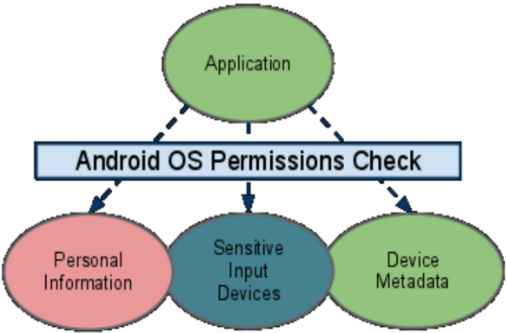 Application
Android OS Permissions Check
Personal
Information
Sensitive
Input
Devices
Device
Metadata